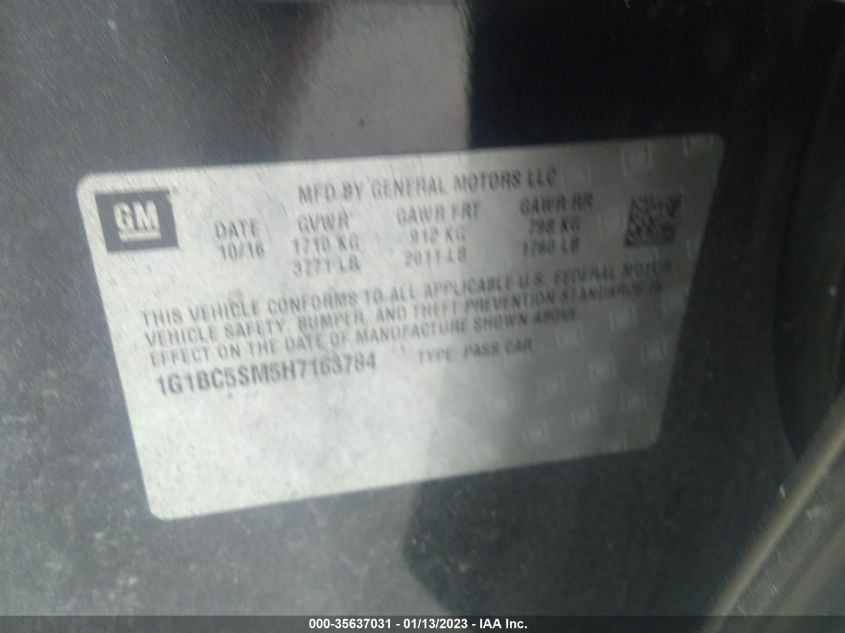 GM
MFD BY GENERAL MOTORS LLC
DATE GVWR GAWR FRT GAWR RR
10/16 1710 KG 912 KG 798 KG
3771 LB 2011 LB 1760 LB
THIS VEHICLE CONFORMS TO ALL APPLICABLE U.S. FEDERAL MOTOR
VEHICLE SAFETY, BUMPER, AND THEFT PREVENTION STANDARDS IN
EFFECT ON THE DATE OF MANUFACTURE SHOWN ABOVE.
1G1BC5SM5H7163784 TYPE: PASS CAR
000-35637031 - 01/13/2023 - IAA Inc.